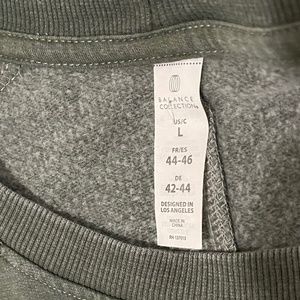 BALANCE
COLLECTION
US/C
L
FR/ES
44-46
DE
42-44
DESIGNED IN
LOS ANGELES
MADE IN
CHINA